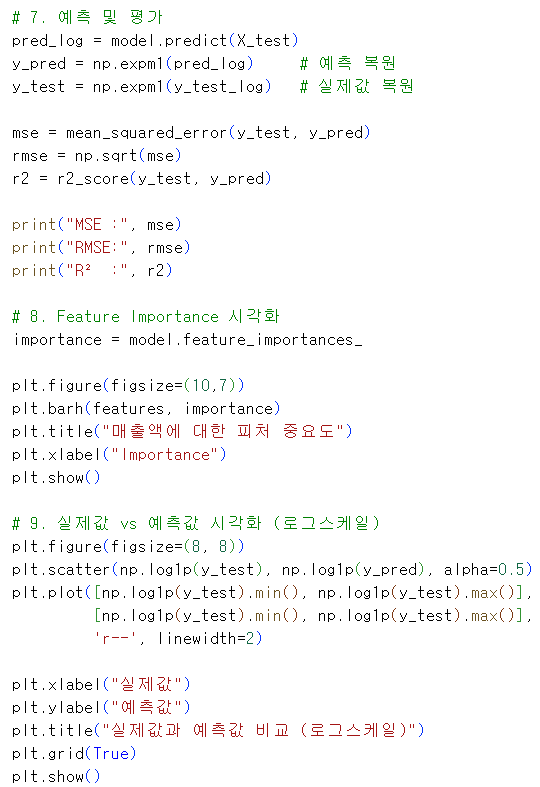 # 7. 예측 및 평가
pred_log = model.predict(X_test)
y_pred = np.expm1(pred_log)     # 예측 복원
y_test = np.expm1(y_test_log)   # 실제값 복원
mse = mean_squared_error(y_test, y_pred)
rmse = np.sqrt(mse)
r2 = r2_score(y_test, y_pred)
print("MSE :", mse)
print("RMSE:", rmse)
print("R²  :", r2)
# 8. Feature Importance 시각화
importance = model.feature_importances_
plt.figure(figsize=(10,7))
plt.barh(features, importance)
plt.title("매출액에 대한 피처 중요도")
plt.xlabel("Importance")
plt.show()
# 9. 실제값 vs 예측값 시각화 (로그스케일)
plt.figure(figsize=(8, 8))
plt.scatter(np.log1p(y_test), np.log1p(y_pred), alpha=0.5)
plt.plot([np.log1p(y_test).min(), np.log1p(y_test).max()],
         [np.log1p(y_test).min(), np.log1p(y_test).max()],
         'r--', linewidth=2)
plt.xlabel("실제값")
plt.ylabel("예측값")
plt.title("실제값과 예측값 비교 (로그스케일)")
plt.grid(True)
plt.show()